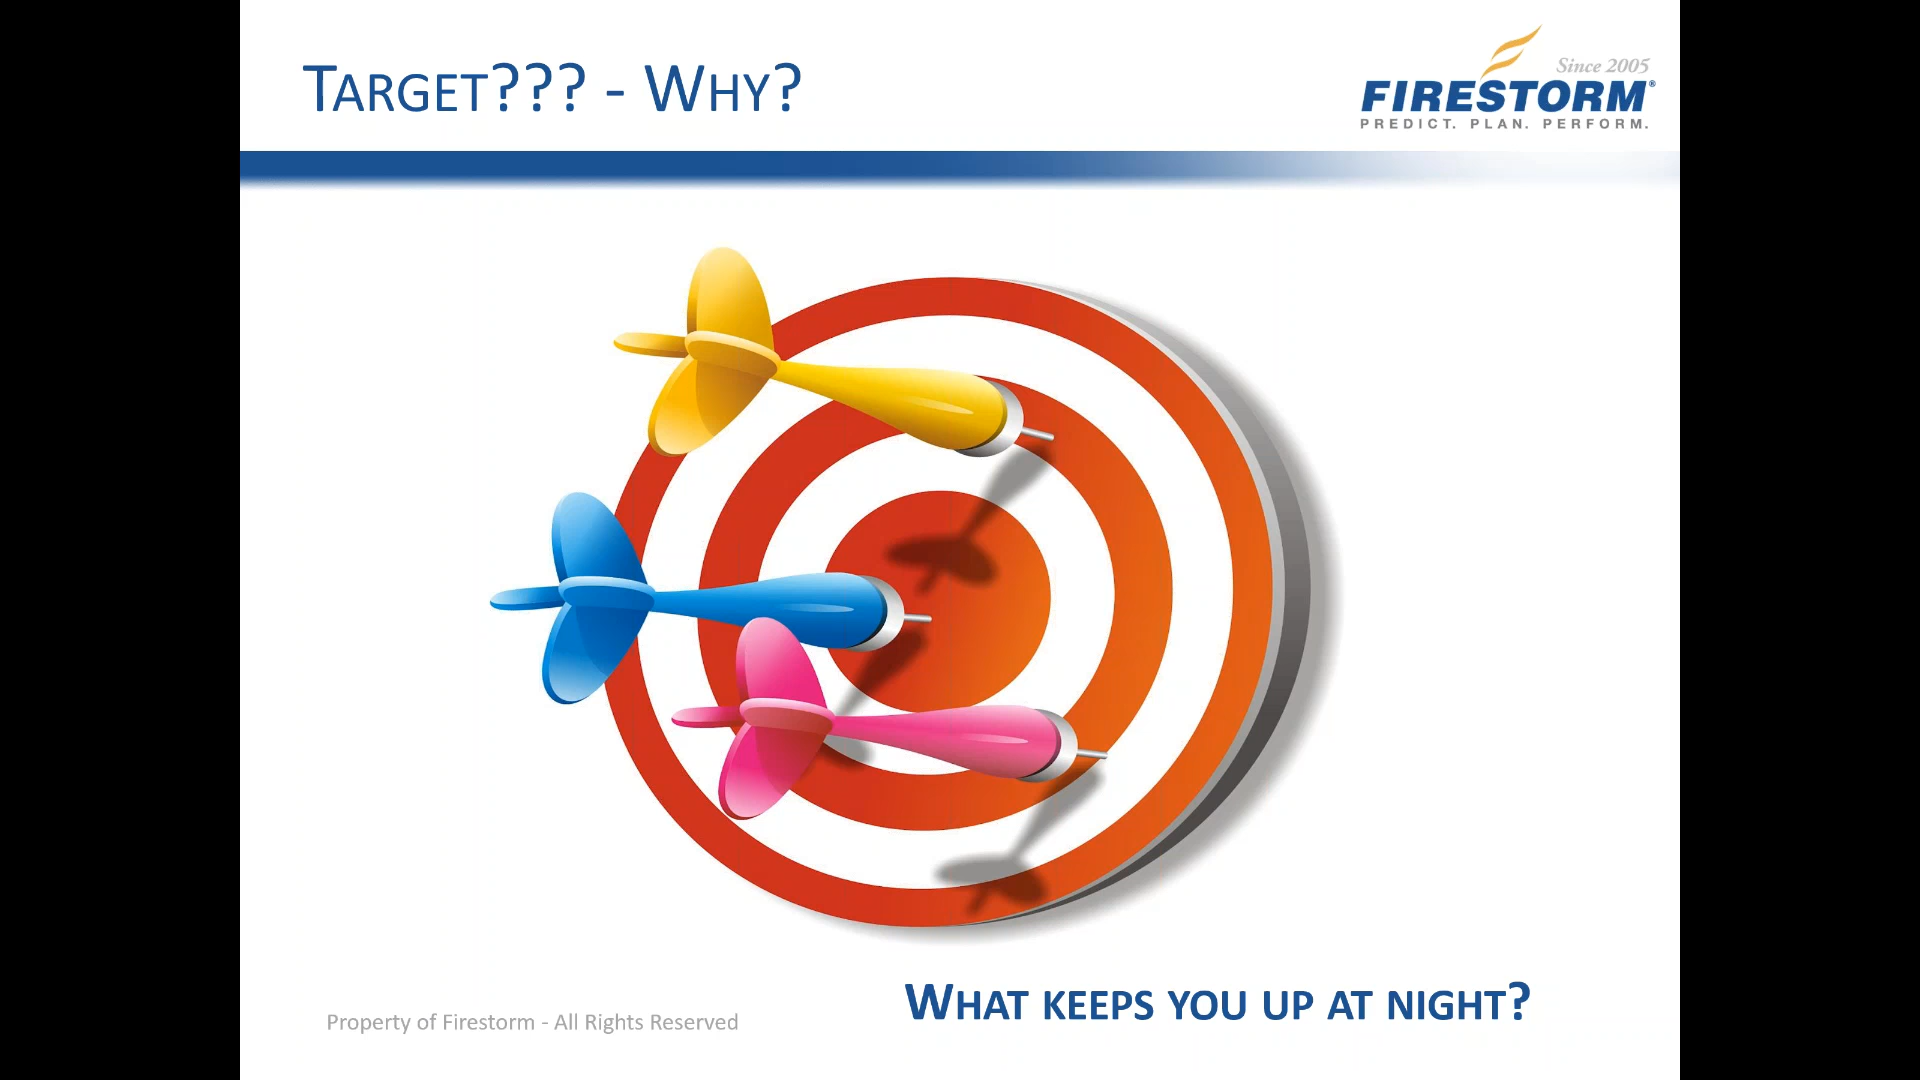 TARGET??? - WHY?
Since 2005
FIRESTORM®
PREDICT. PLAN. PERFORM.
WHAT KEEPS YOU UP AT NIGHT?
Property of Firestorm - All Rights Reserved